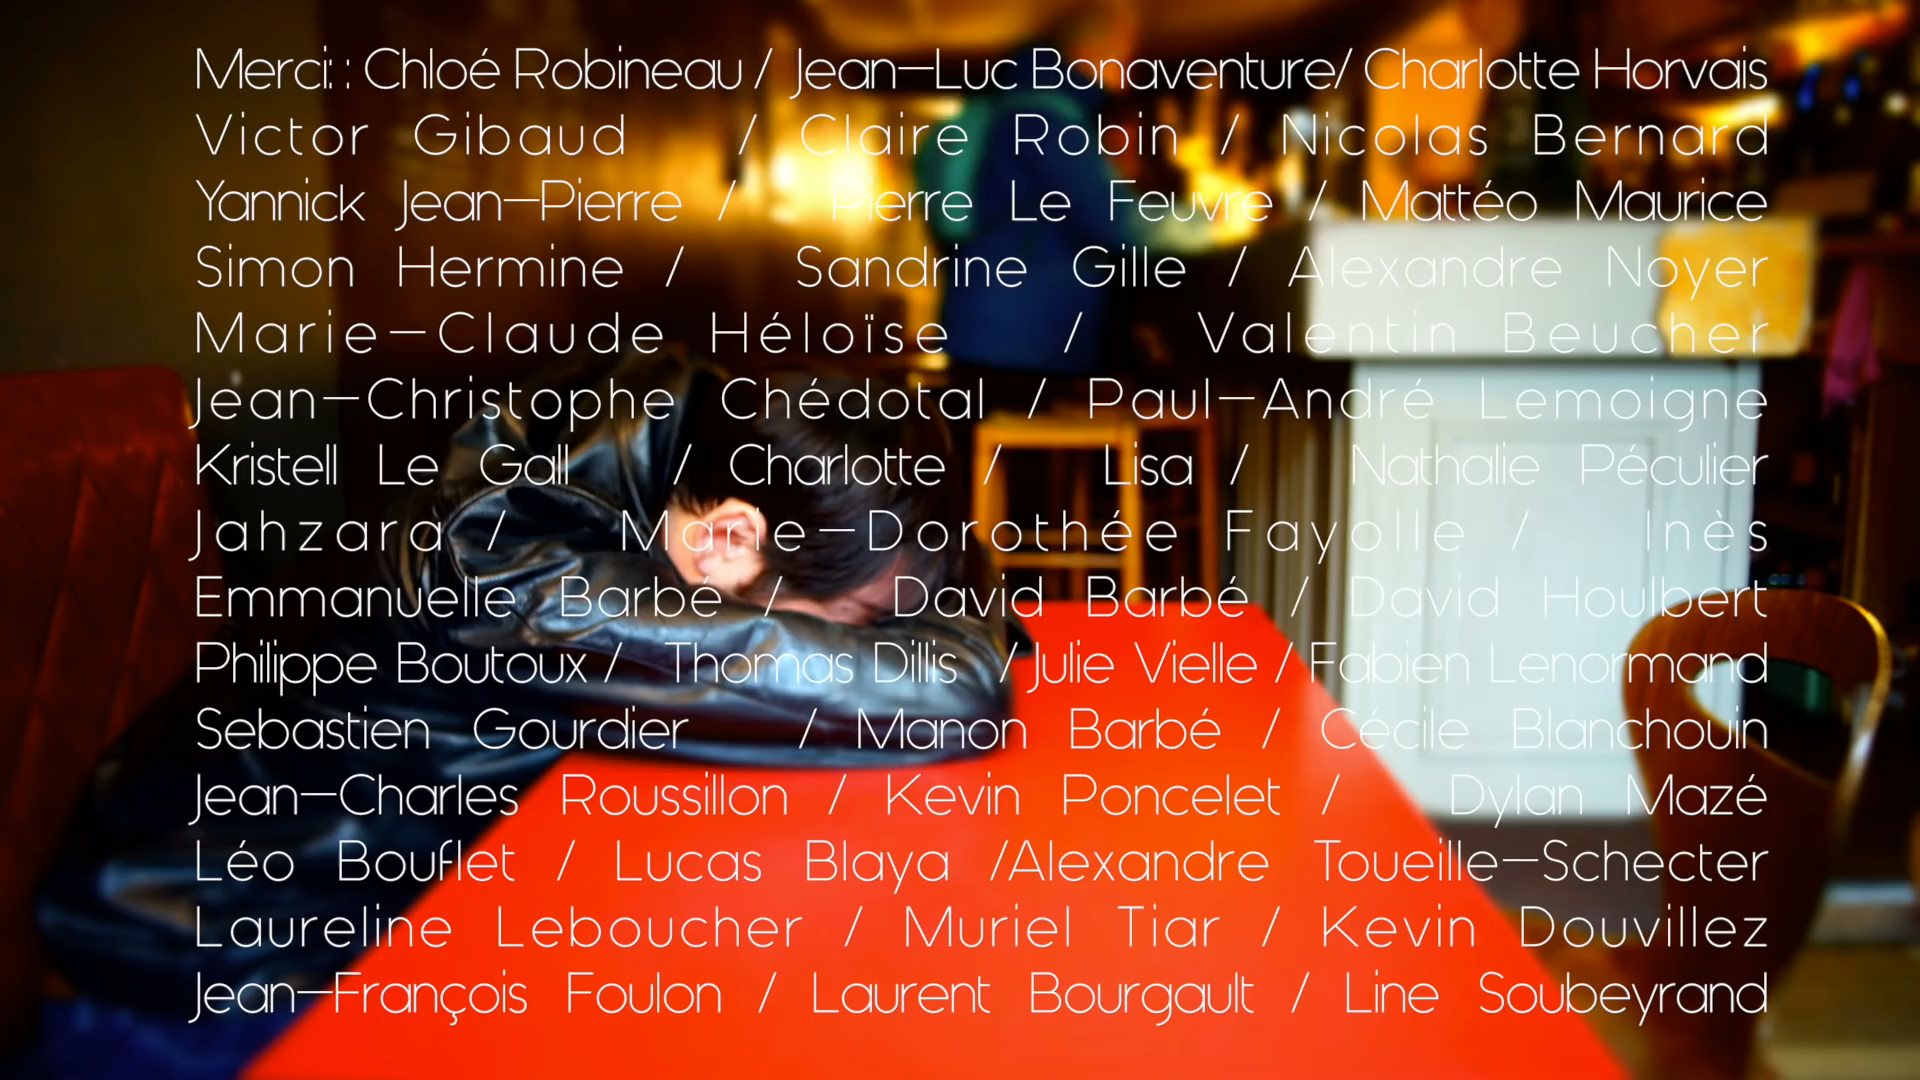 Merci: : Chloé Robineau / Jean-Luc Bonaventure/ Charlotte Horvais
Victor Gibaud / Claire Robin / Nicolas Bernard
Yannick Jean-Pierre / Pierre Le Feuvre / Mattéo Maurice
Simon Hermine / Sandrine Gille / Alexandre Noyer
Marie-Claude Héloïse / Valentin Beucher
Jean-Christophe Chédotal / Paul-André Lemoigne
Kristell Le Gall / Charlotte / Lisa / Nathalie Péculier
Jahzara / Marie-Dorothée Fayolle / Inès
Emmanuelle Barbé / David Barbé / David Houlbert
Philippe Boutoux / Thomas Dillis / Julie Vielle / Fabien Lenormand
Sebastien Gourdier / Manon Barbé / Cécile Blanchouin
Jean-Charles Roussillon / Kevin Poncelet / Dylan Mazé
Léo Bouflet / Lucas Blaya /Alexandre Toueille-Schecter
Laureline Leboucher / Muriel Tiar / Kevin Douvillez
Jean-François Foulon / Laurent Bourgault / Line Soubeyrand